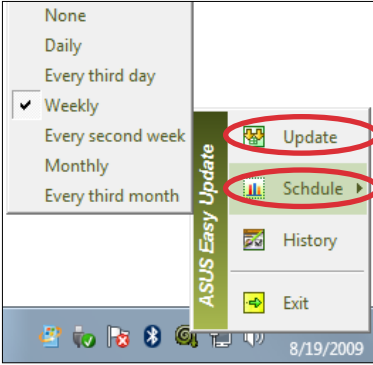 None
Daily
Every third day
Weekly
Every second week
Monthly
Every third month
ASUS Easy Update
Update
Schdule
History
Exit
8/19/2009